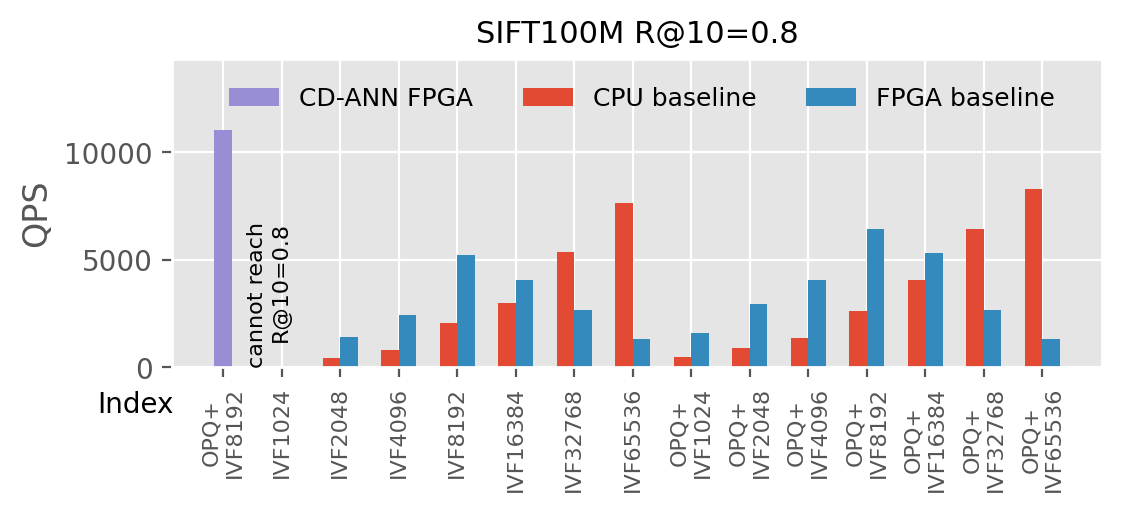 SIFT100M R@10=0.8
CD-ANN FPGA
CPU baseline
FPGA baseline
QPS
10000
5000
0
cannot reach
R@10=0.8
Index
OPQ+
IVF8192
IVF1024
IVF2048
IVF4096
IVF8192
IVF16384
IVF32768
IVF65536
OPQ+
IVF1024
OPQ+
IVF2048
OPQ+
IVF4096
OPQ+
IVF8192
OPQ+
IVF16384
OPQ+
IVF32768
OPQ+
IVF65536